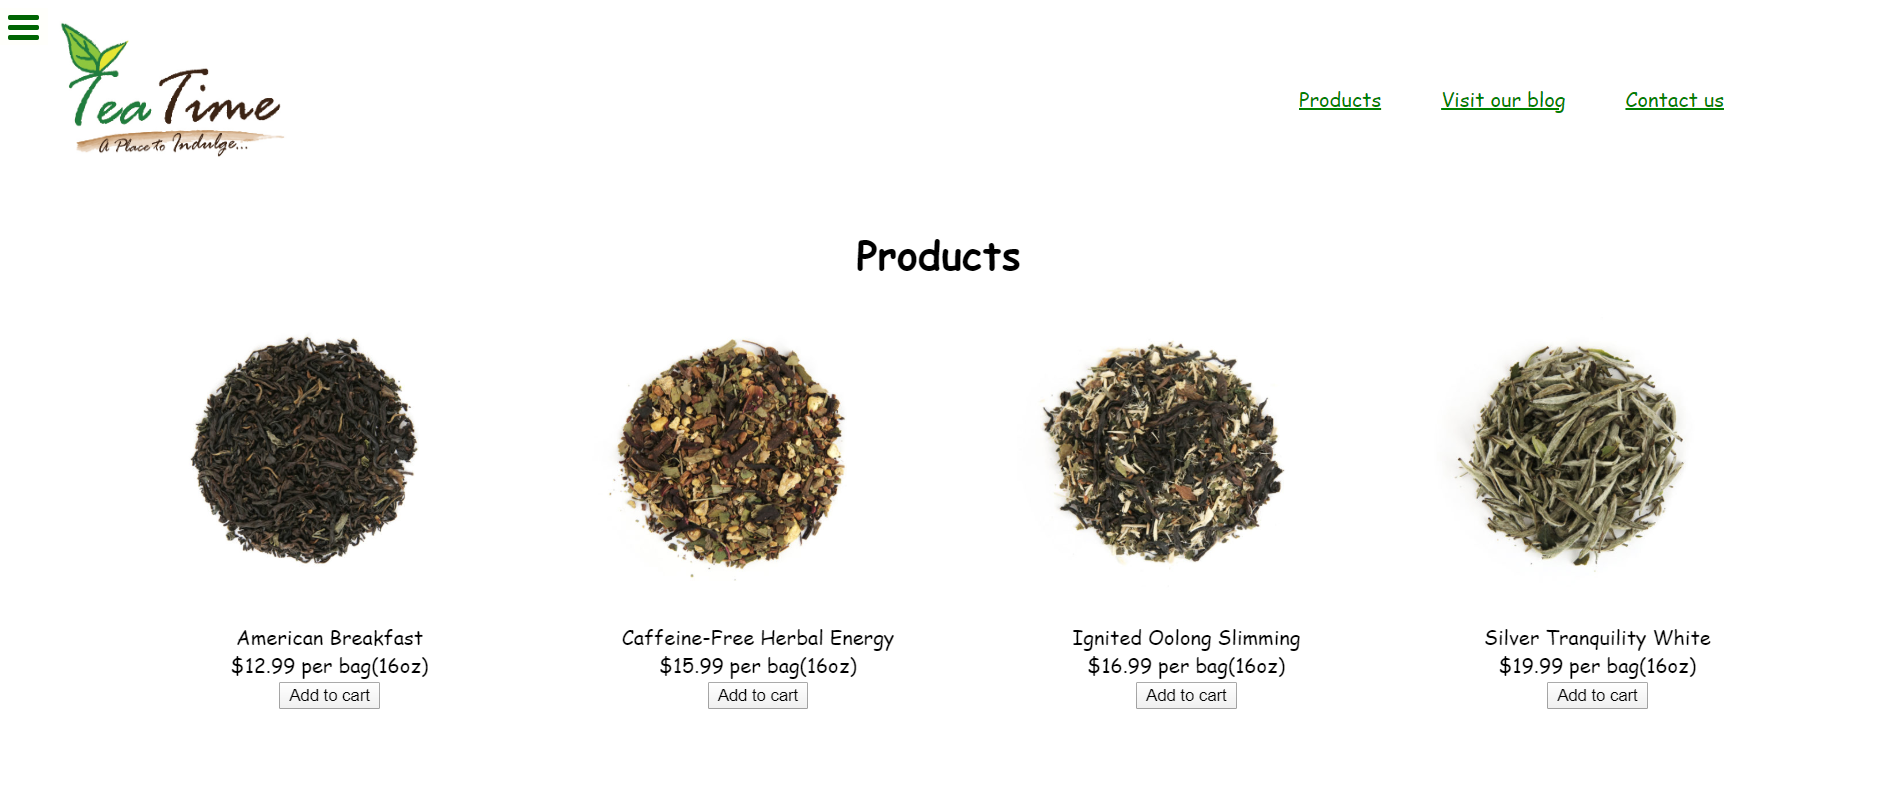 Tea Time
A Place to Indulge...
Products
Visit our blog
Contact us
Products
American Breakfast
$12.99 per bag(16oz)
Add to cart
Caffeine-Free Herbal Energy
$15.99 per bag(16oz)
Add to cart
Ignited Oolong Slimming
$16.99 per bag(16oz)
Add to cart
Silver Tranquility White
$19.99 per bag(16oz)
Add to cart